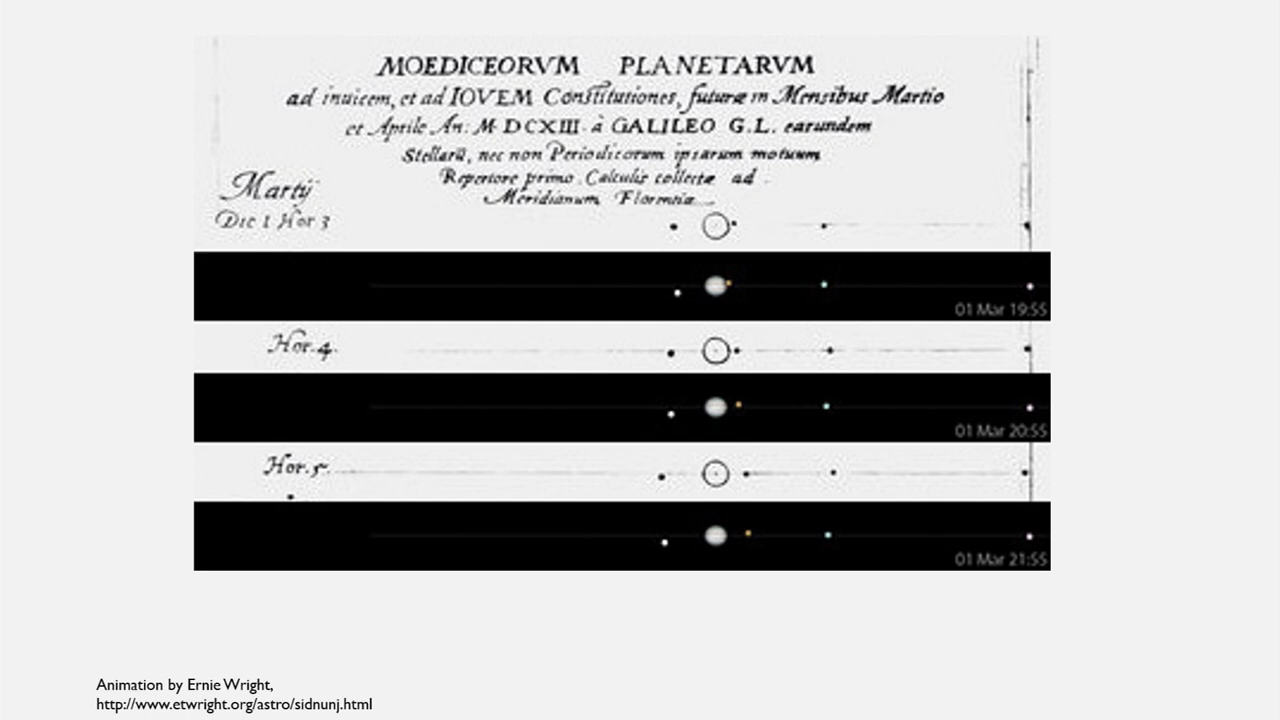 MOEDICEORVM PLANETARVM
ad inuicem, et ad IOVEM Constitutiones, futuræ in Mensibus Martio
et Aprile An: M DCXIII à GALILEO G.L. earundem
Stellarū, nec non Periodicorum ipsarum motuum
Repertore primo Calculis collectæ ad
Meridianum Florentiæ
Martÿ
Die 1 Hor 3
01 Mar 19:55
Hor. 4.
01 Mar 20:55
Hor. 5.
01 Mar 21:55
Animation by Ernie Wright,
http://www.etwright.org/astro/sidnunj.html